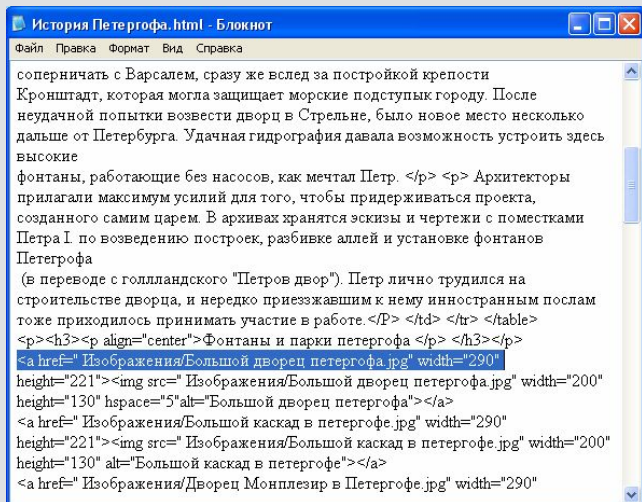 История Петергофа.html - Блокнот
Файл Правка Формат Вид Справка
соперничать с Варсалем, сразу же вслед за постройкой крепости
Кронштадт, которая могла защищает морские подступык городу. После
неудачной попытки возвести дворц в Стрельне, было новое место несколько
дальше от Петербурга. Удачная гидрография давала возможность устроить здесь
высокие
фонтаны, работающие без насосов, как мечтал Петр. </p> <p> Архитекторы
прилагали максимум усилий для того, чтобы придерживаться проекта,
созданного самим царем. В архивах хранятся эскизы и чертежи с поместками
Петра I. по возведению построек, разбивке аллей и установке фонтанов
Петегрофа
(в переводе с голлландского "Петров двор"). Петр лично трудился на
строительстве дворца, и нередко приеззжавшим к нему инностранным послам
тоже приходилось принимать участие в работе.</P> </td> </tr> </table>
<p><h3><p align="center">Фонтаны и парки петергофа </p> </h3></p>
<a href=" Изображения/Большой дворец петергофа.jpg" width="290"
height="221"><img src=" Изображения/Большой дворец петергофа.jpg" width="200"
height="130" hspace="5"alt="Большой дворец петергофа"></a>
<a href=" Изображения/Большой каскад в петергофе.jpg" width="290"
height="221"><img src=" Изображения/Большой каскад в петергофе.jpg" width="200"
height="130" alt="Большой каскад в петергофе"></a>
<a href=" Изображения/Дворец Монплезир в Петергофе.jpg" width="290"